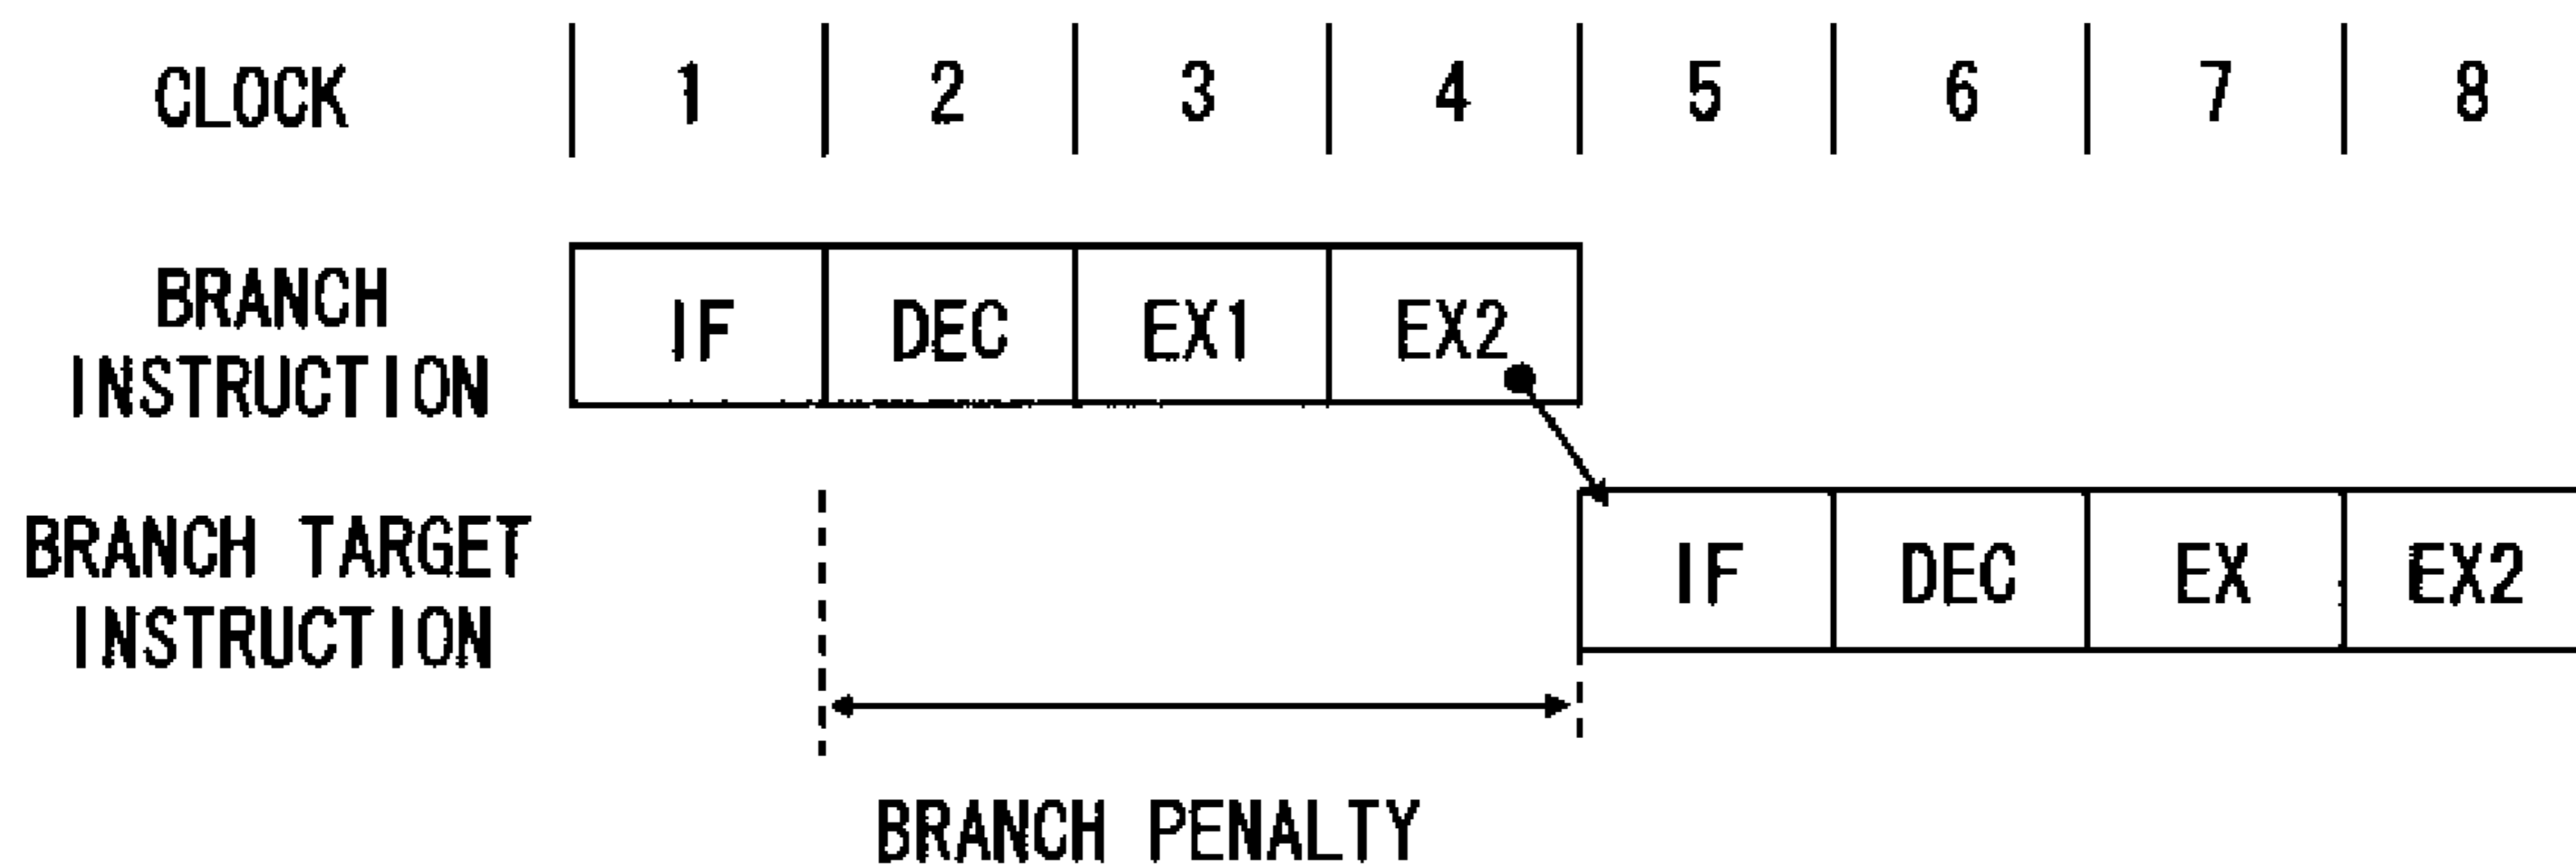 CLOCK 1 2 3 4 5 6 7 8
BRANCH
INSTRUCTION
IF DEC EX1 EX2
BRANCH TARGET
INSTRUCTION
IF DEC EX EX2
BRANCH PENALTY